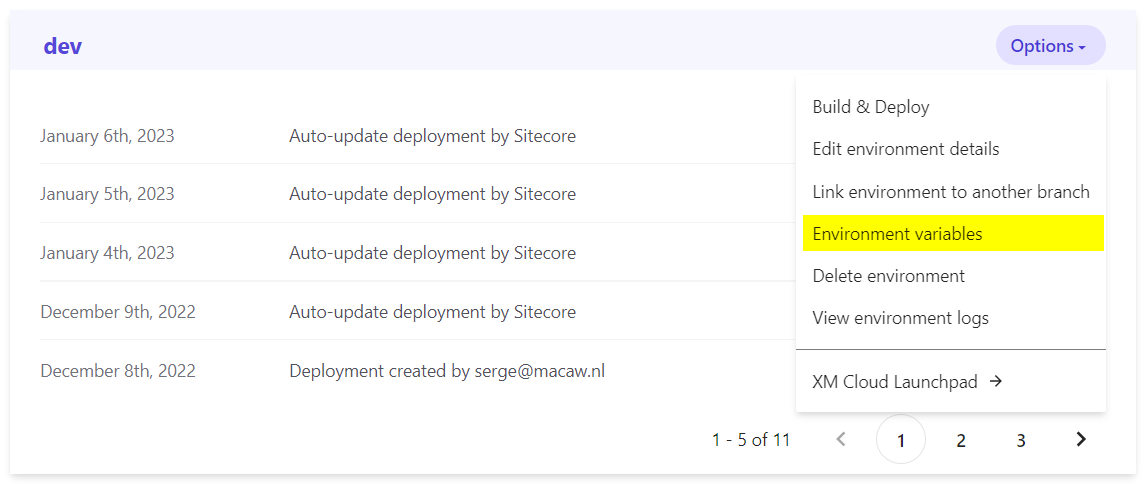 dev
Options
January 6th, 2023 Auto-update deployment by Sitecore
January 5th, 2023 Auto-update deployment by Sitecore
January 4th, 2023 Auto-update deployment by Sitecore
December 9th, 2022 Auto-update deployment by Sitecore
December 8th, 2022 Deployment created by serge@macaw.nl
Build & Deploy
Edit environment details
Link environment to another branch
Environment variables
Delete environment
View environment logs
XM Cloud Launchpad →
1 - 5 of 11 < 1 2 3 >